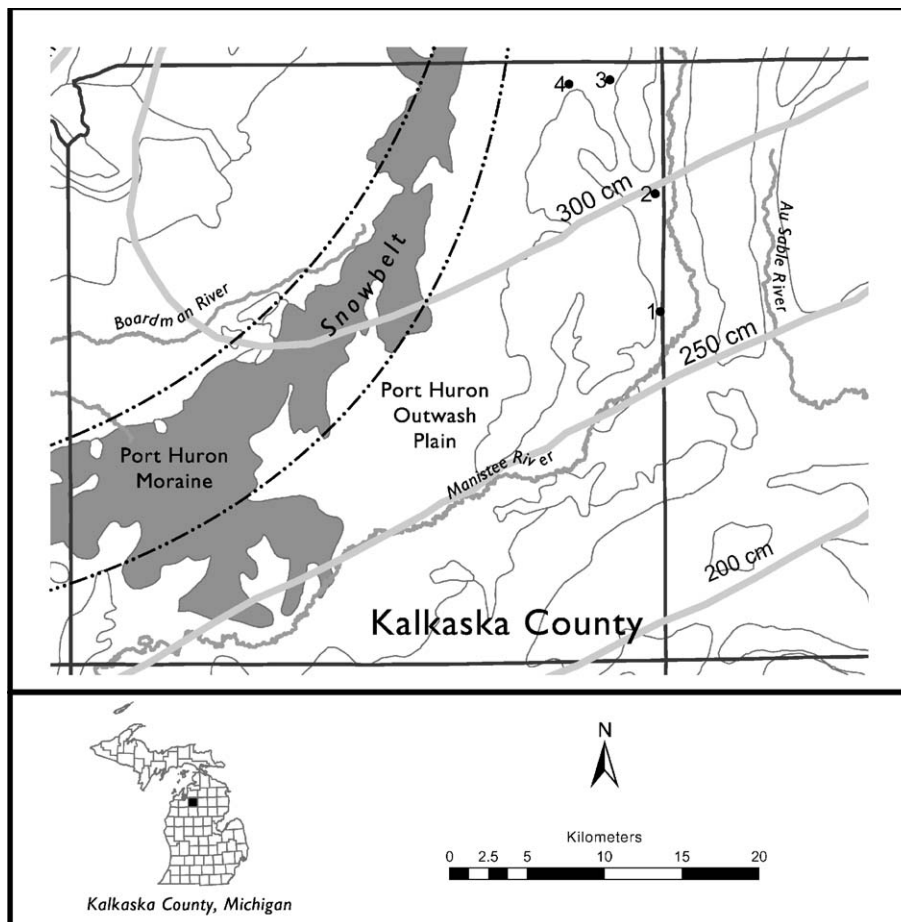 4
3
300 cm
2
Au Sable River
Snowbelt
Boardman River
1
250 cm
Port Huron
Outwash
Plain
Port Huron
Moraine
Manistee River
200 cm
Kalkaska County
N
Kilometers
0 2.5 5 10 15 20
Kalkaska County, Michigan